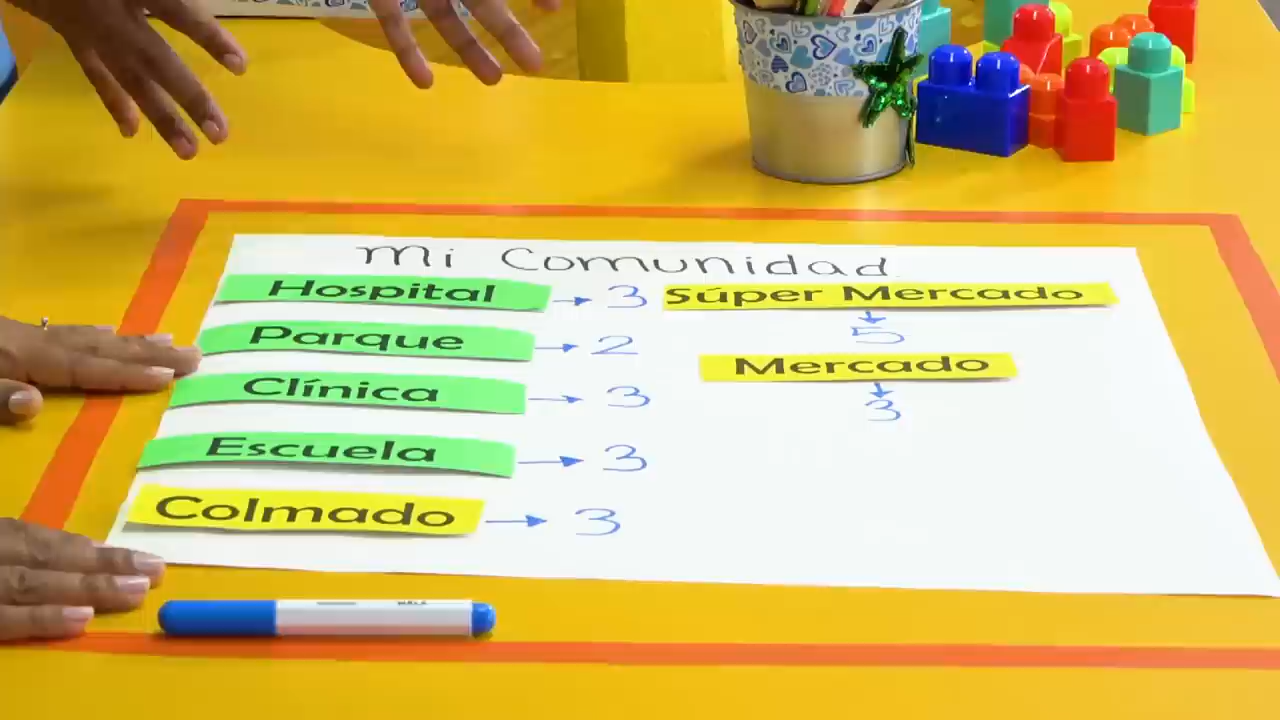 Mi Comunidad
Hospital → 3
Parque → 2
Clínica → 3
Escuela → 3
Colmado → 3
Súper Mercado
5
Mercado
3